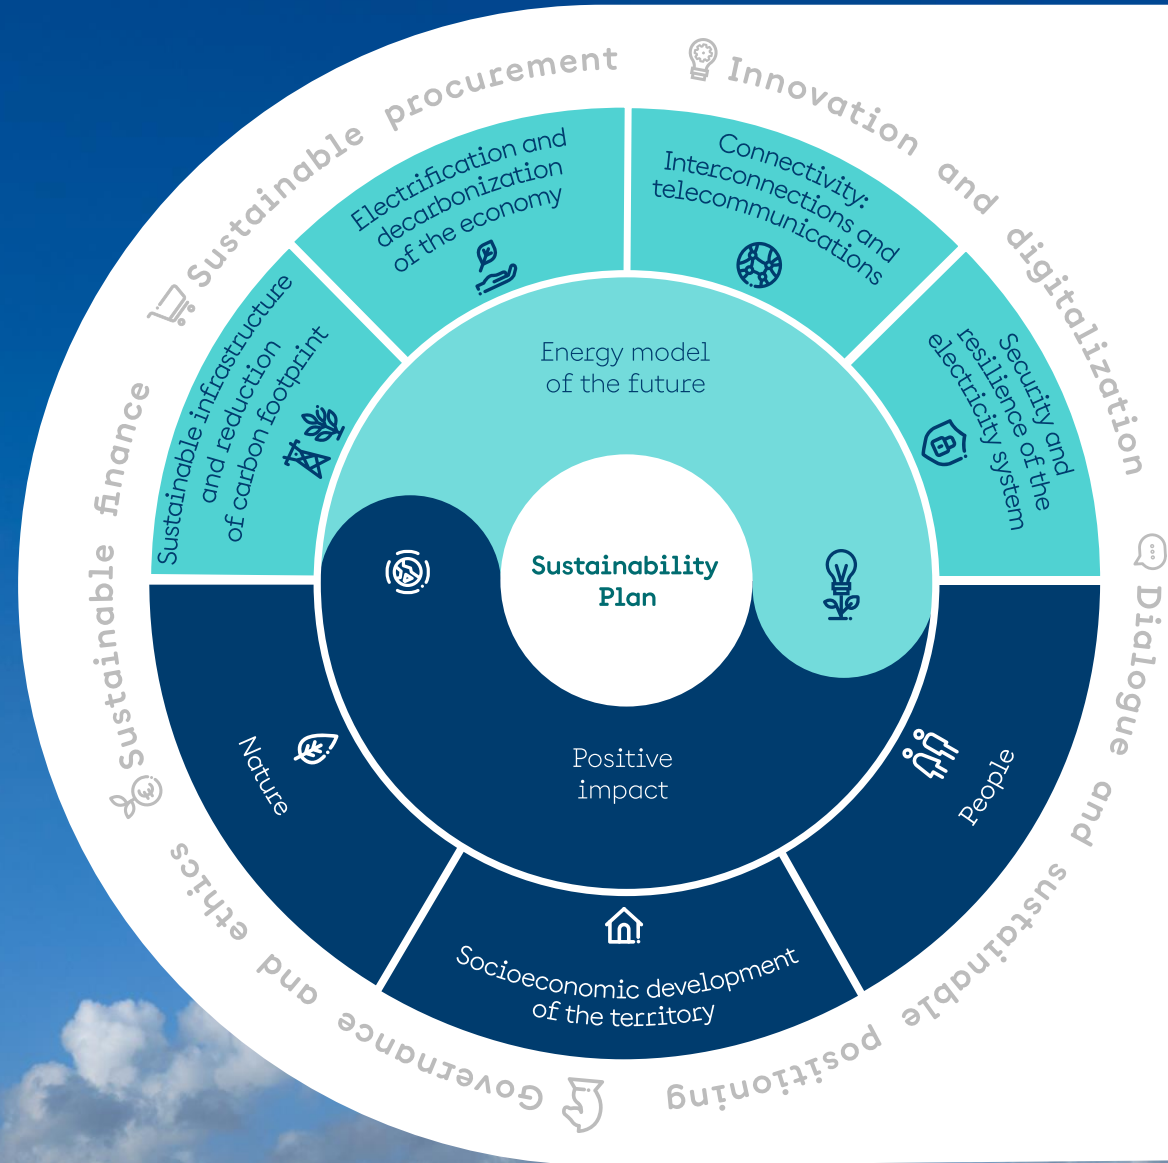 Sustainable procurement
Innovation and digitalization
Dialogue and sustainable positioning
Governance and ethics
Sustainable finance
Electrification and
decarbonization
of the economy
Connectivity:
Interconnections and
telecommunications
Security and
resilience of the
electricity system
Sustainable infrastructure
and reduction
of carbon footprint
Energy model
of the future
Sustainability
Plan
Positive
impact
Nature
Socioeconomic development
of the territory
People